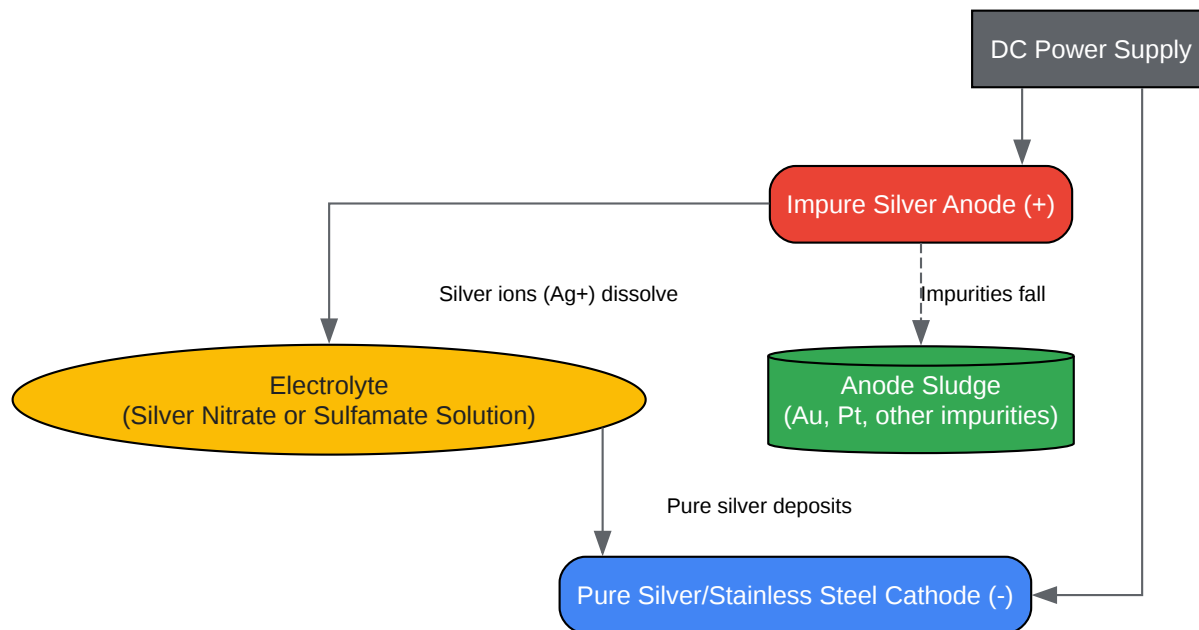 DC Power Supply
Impure Silver Anode (+)
Silver ions (Ag+) dissolve
Impurities fall
Electrolyte
(Silver Nitrate or Sulfamate Solution)
Anode Sludge
(Au, Pt, other impurities)
Pure silver deposits
Pure Silver/Stainless Steel Cathode (-)